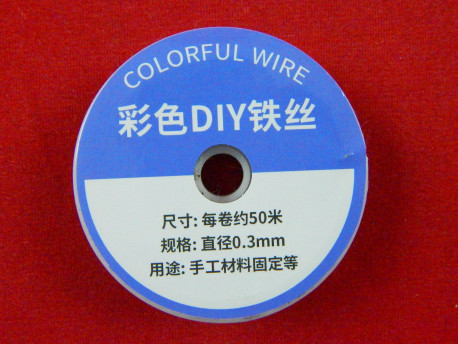 COLORFUL WIRE
彩色DIY铁丝
尺寸: 每卷约50米
规格: 直径0.3mm
用途: 手工材料固定等